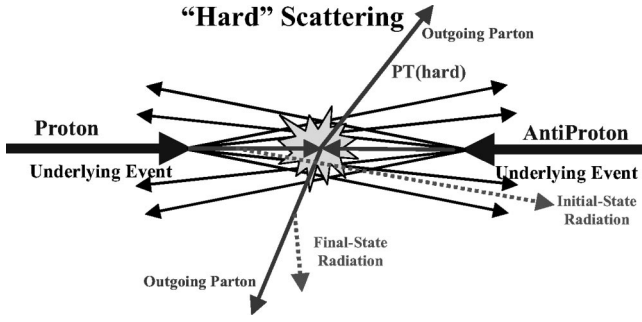 “Hard” Scattering
Outgoing Parton
PT(hard)
Proton
AntiProton
Underlying Event
Underlying Event
Initial-State
Radiation
Final-State
Radiation
Outgoing Parton